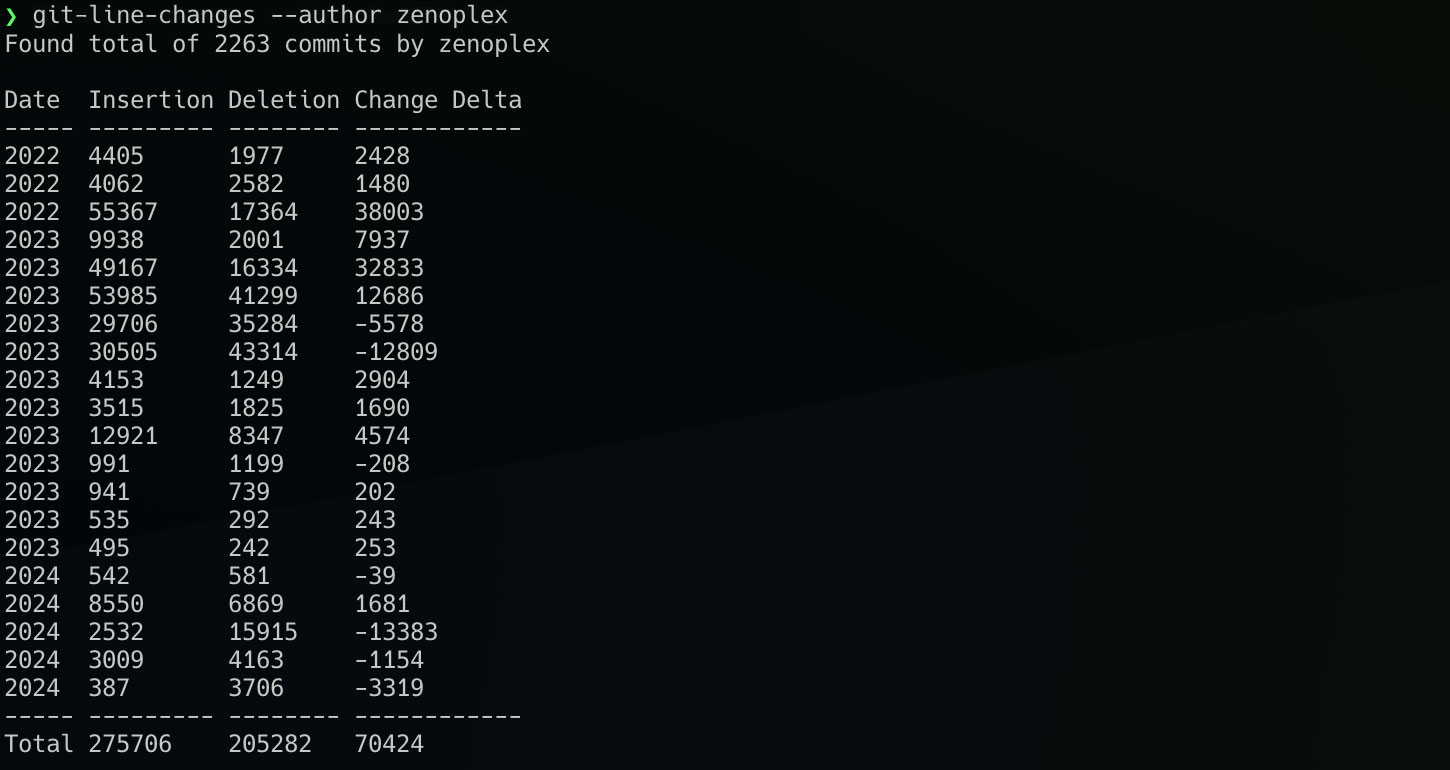 ❯ git-line-changes --author zenoplex
Found total of 2263 commits by zenoplex

Date  Insertion Deletion Change Delta
----- --------- -------- ------------
2022  4405      1977     2428
2022  4062      2582     1480
2022  55367     17364    38003
2023  9938      2001     7937
2023  49167     16334    32833
2023  53985     41299    12686
2023  29706     35284    -5578
2023  30505     43314    -12809
2023  4153      1249     2904
2023  3515      1825     1690
2023  12921     8347     4574
2023  991       1199     -208
2023  941       739      202
2023  535       292      243
2023  495       242      253
2024  542       581      -39
2024  8550      6869     1681
2024  2532      15915    -13383
2024  3009      4163     -1154
2024  387       3706     -3319
----- --------- -------- ------------
Total 275706    205282   70424